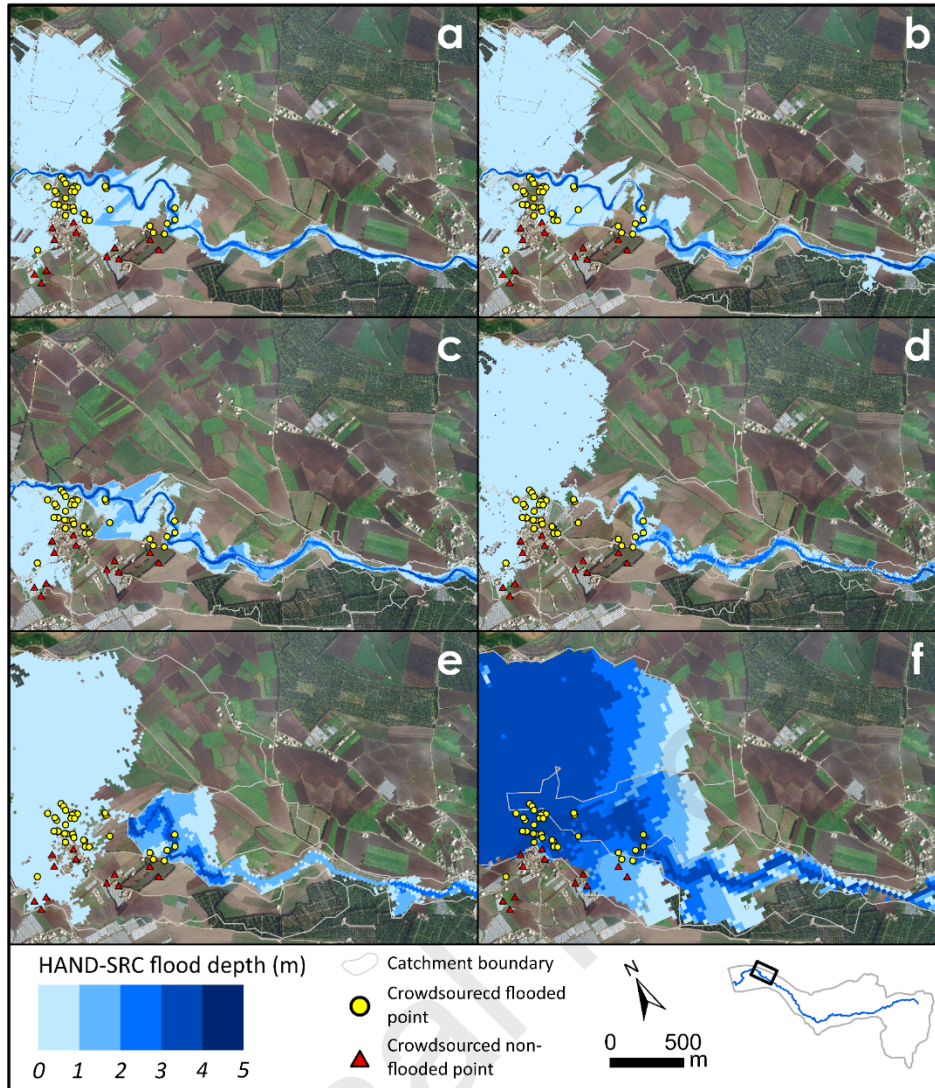 a
b
c
d
e
f
HAND-SRC flood depth (m)
0 1 2 3 4 5
Catchment boundary
Crowdsourecd flooded
point
Crowdsourced non-
flooded point
N
0 500
m